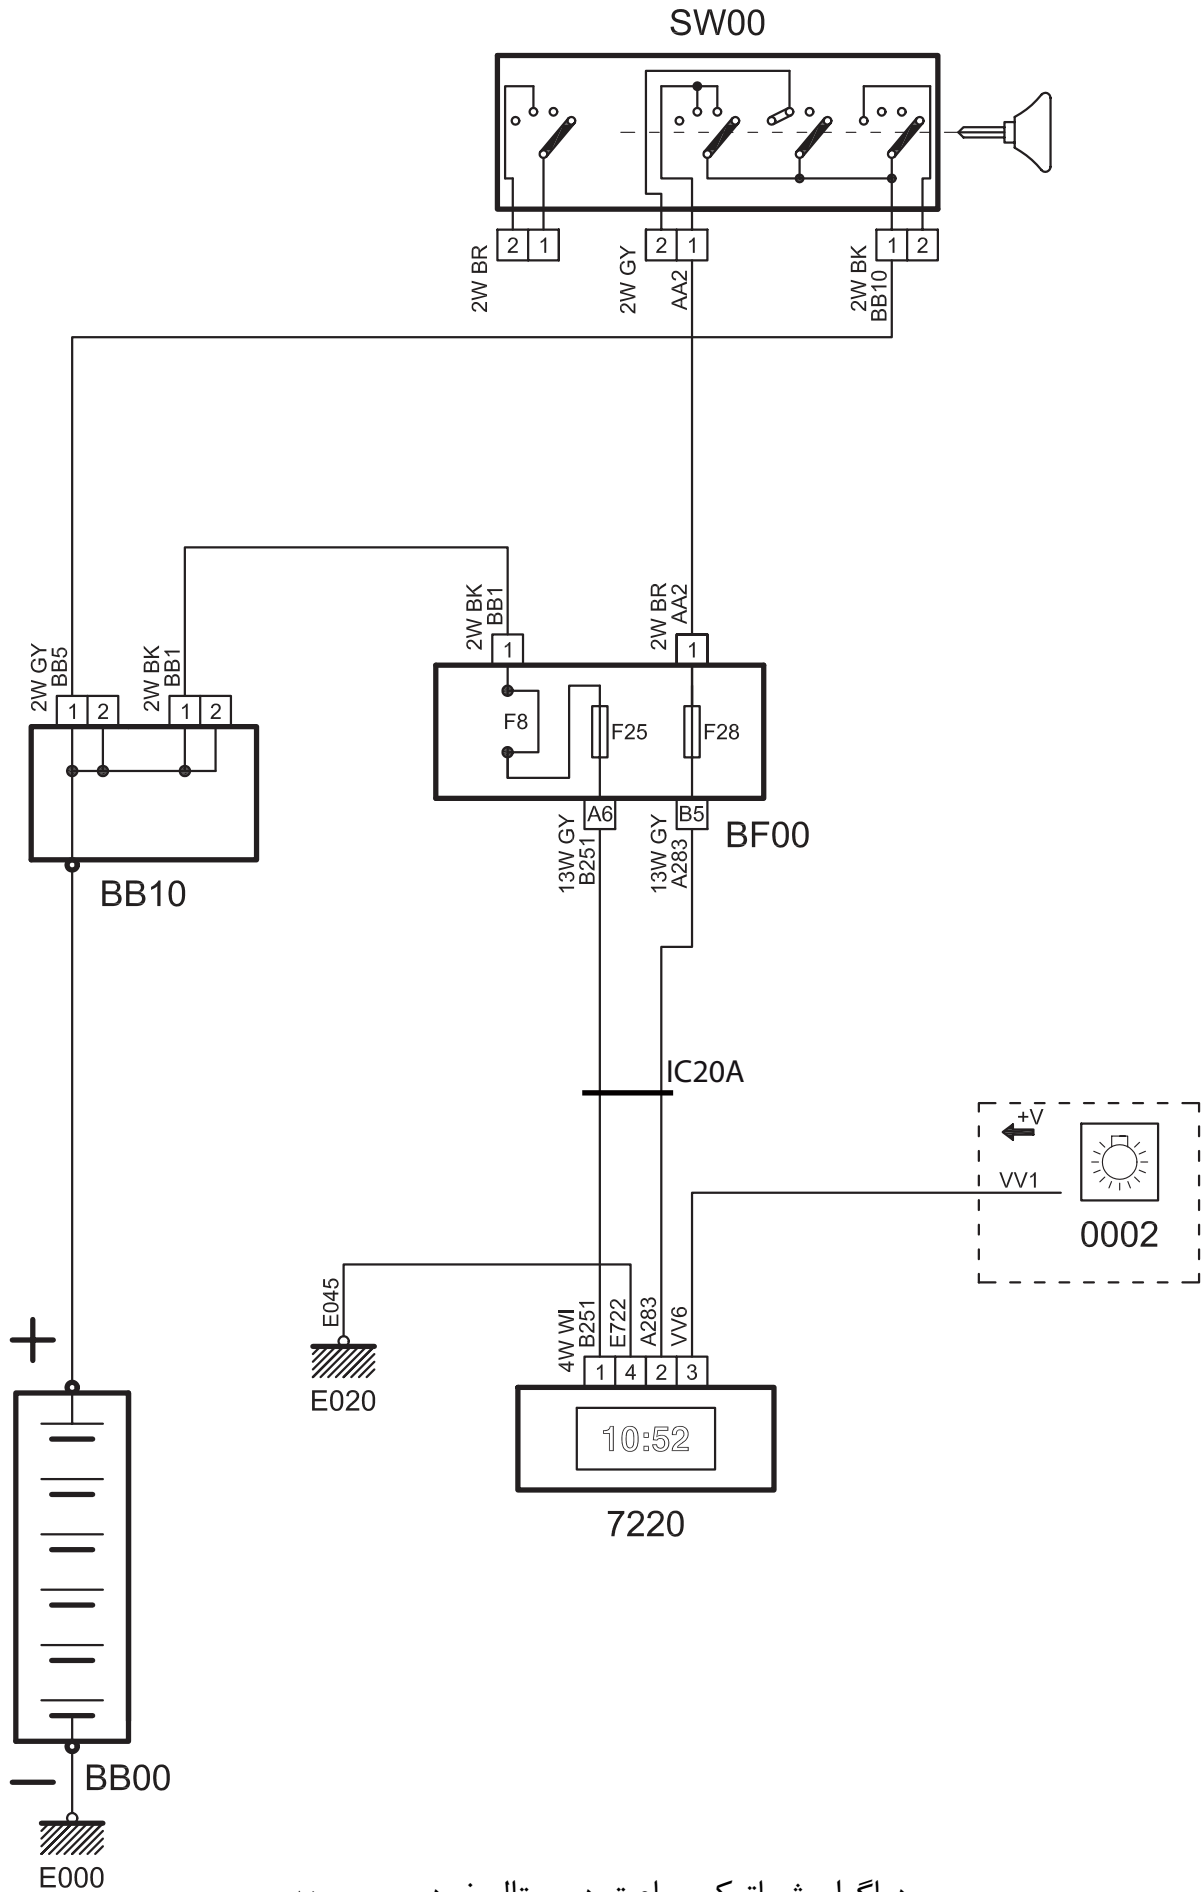 SW00
2 1
2 1
1 2
2W BR
2W GY
AA2
2W BK
BB10
2W BK
BB1
2W BR
AA2
1
1
2W GY
BB5
2W BK
BB1
1 2
1 2
F8
F25
F28
A6
B5
BF00
13W GY
B251
13W GY
A283
BB10
IC20A
+V
VV1
0002
E045
E020
4W WI
B251
E722
A283
VV6
1 4 2 3
10:52
7220
BB00
E000